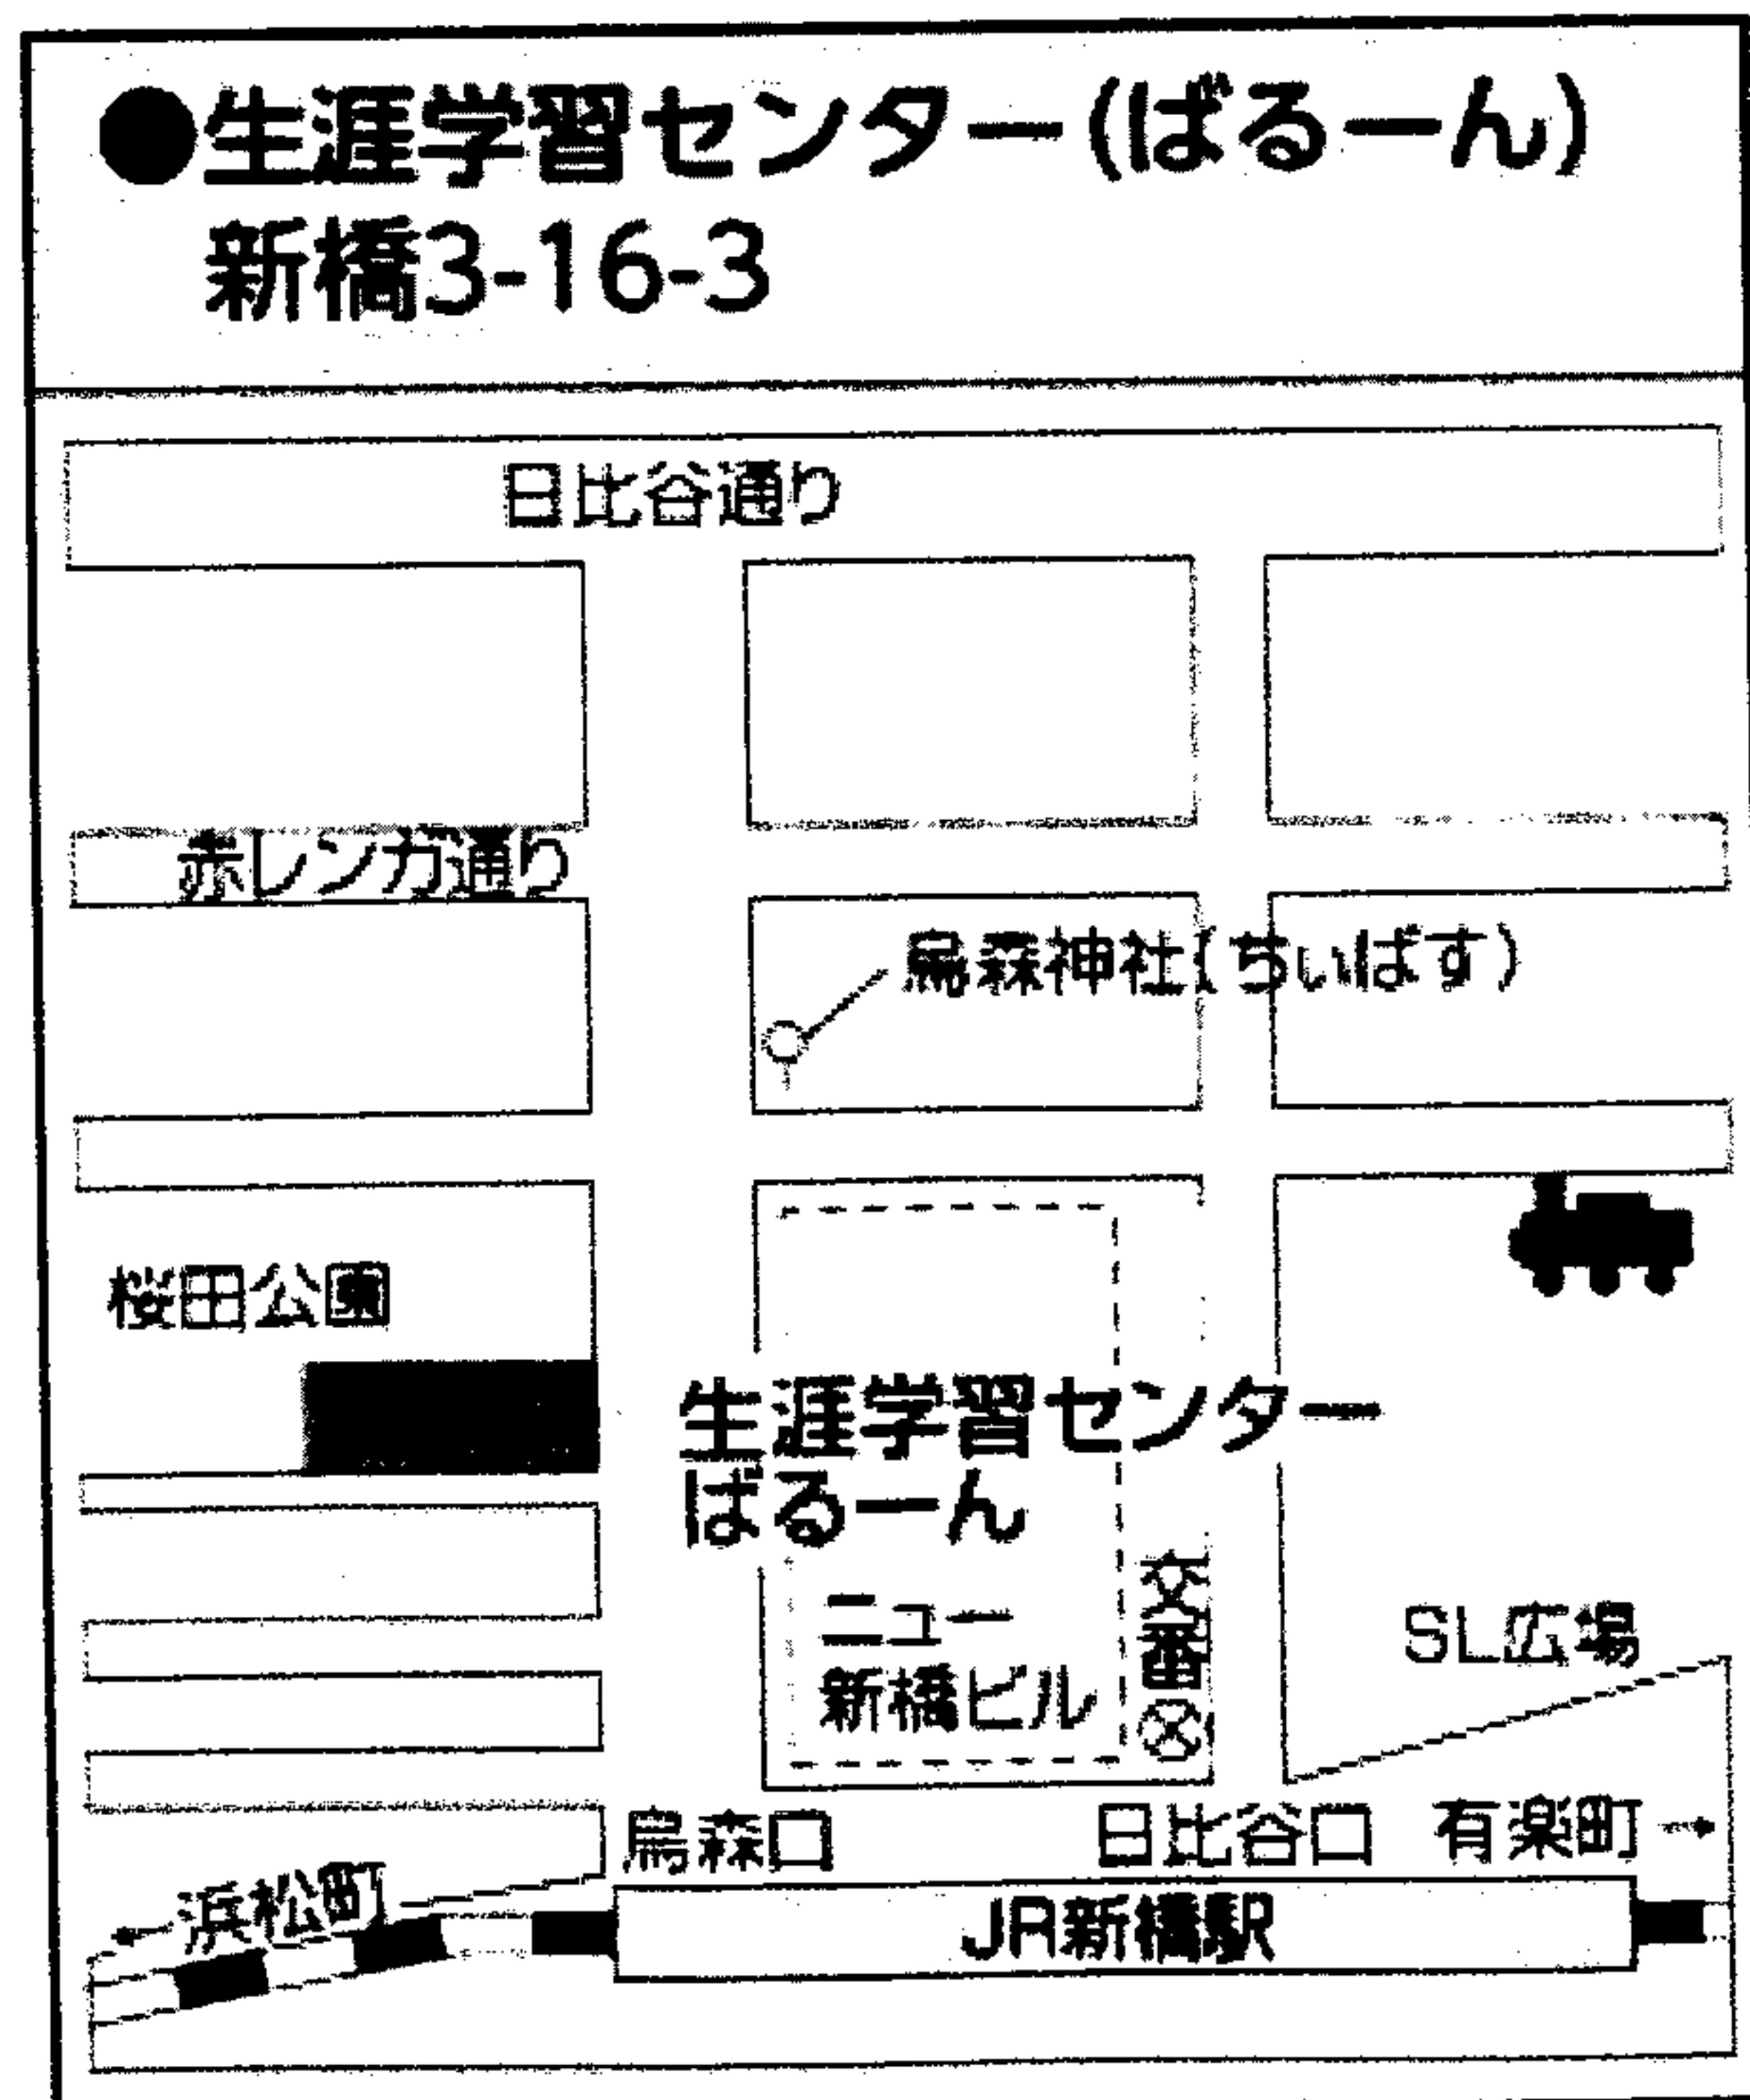 ●生涯学習センター(ばるーん)
新橋3-16-3
日比谷通り
赤レンガ通り
烏森神社(ちぃばす)
桜田公園
生涯学習センター
ばるーん
ニュー
新橋ビル
交番
SL広場
烏森口
日比谷口
有楽町→
←浜松町
JR新橋駅